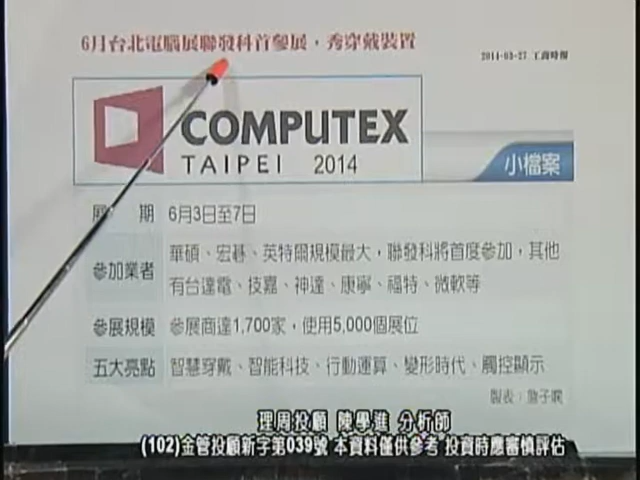 6月台北電腦展聯發科首參展，秀穿戴裝置
2014-03-27 工商時報
COMPUTEX
TAIPEI 2014
小檔案
展 期 6月3日至7日
參加業者 華碩、宏碁、英特爾規模最大，聯發科將首度參加，其他
有台達電、技嘉、神達、康寧、福特、微軟等
參展規模 參展商達1,700家，使用5,000個展位
五大亮點 智慧穿戴、智能科技、行動運算、變形時代、觸控顯示
製表：詹子嫻
理周投顧 陳學進 分析師
(102)金管投顧新字第039號 本資料僅供參考 投資時應審慎評估